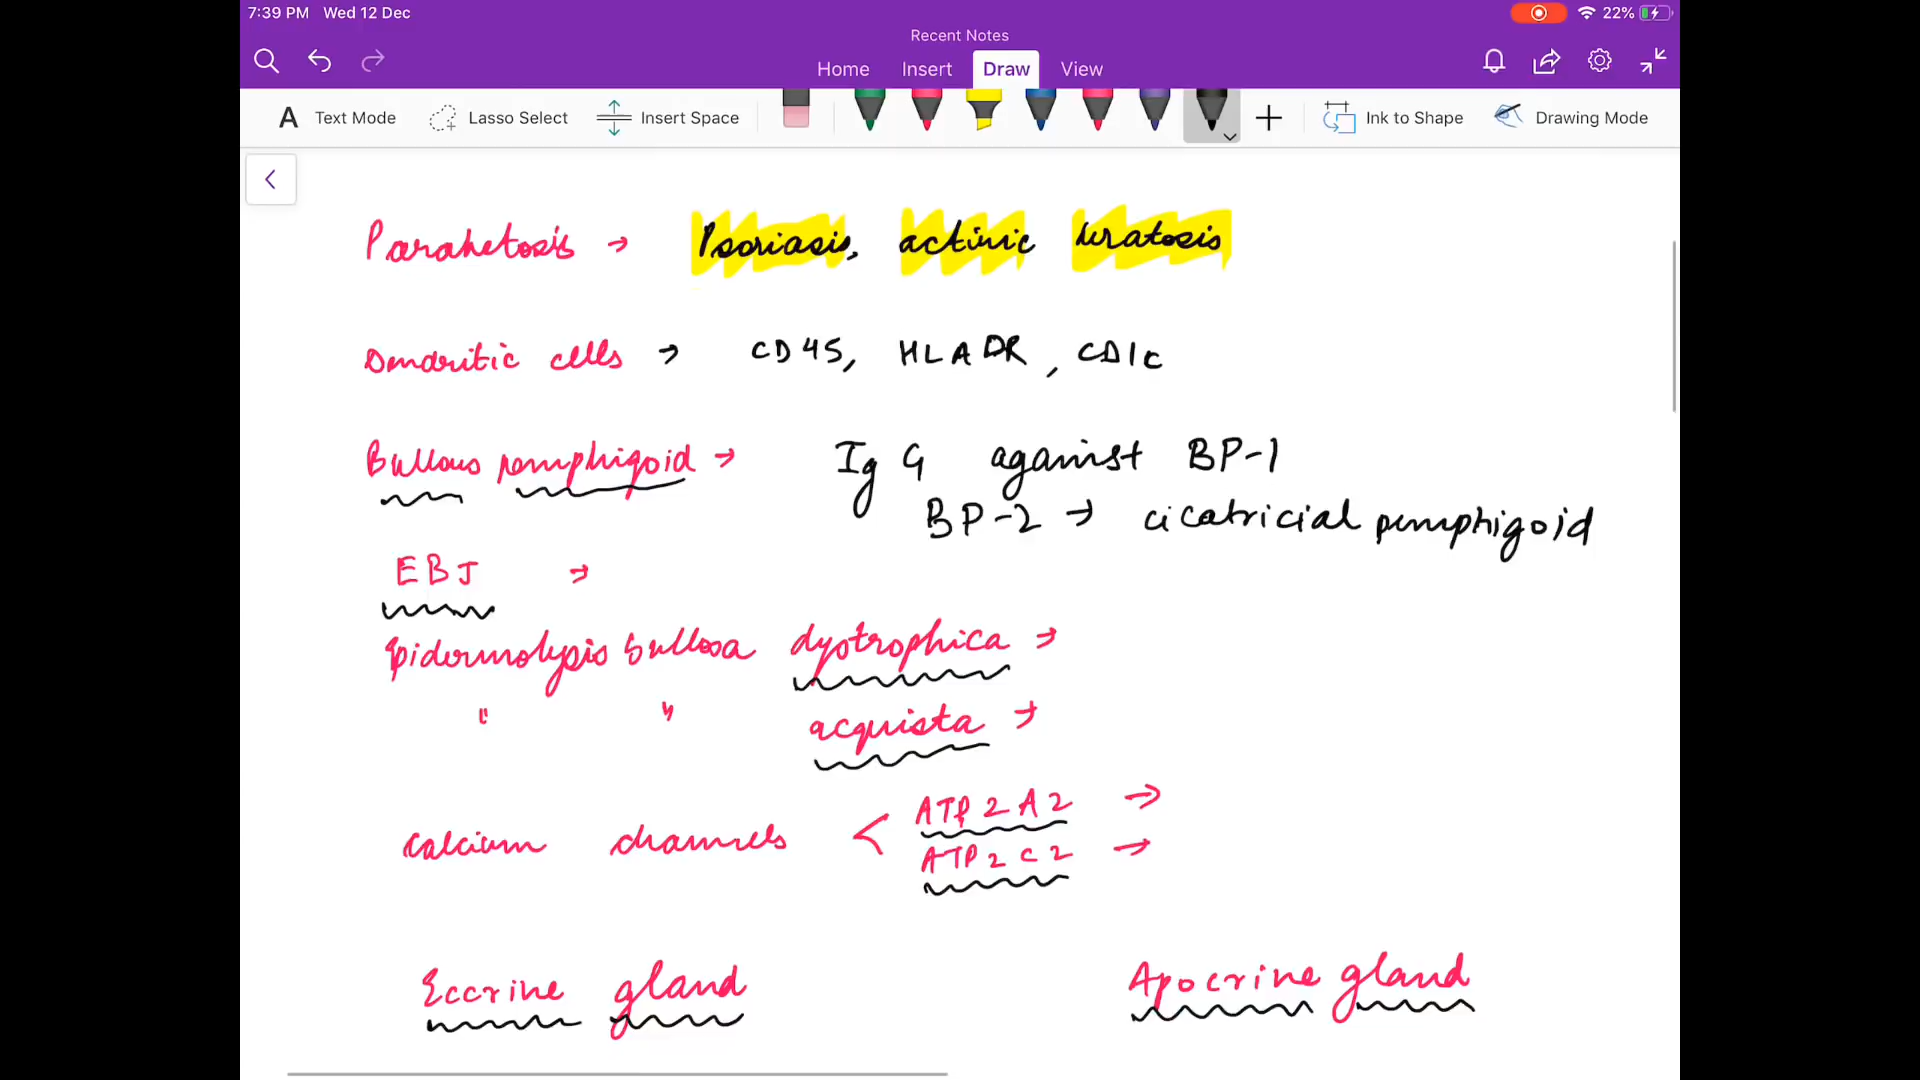 7:39 PM Wed 12 Dec 22%
Recent Notes
Home Insert Draw View
A Text Mode Lasso Select Insert Space Ink to Shape Drawing Mode
Parahetosis → Psoriasis, actinic keratosis
Dendritic cells → CD45, HLA DR, CD1c
Bullous pemphigoid → Ig G against BP-1
BP-2 → cicatricial pemphigoid
EBJ →
Epidermolysis bullosa dystrophica →
" " acquista →
calcium channels < ATP2A2 →
ATP2C2 →
Eccrine gland Apocrine gland